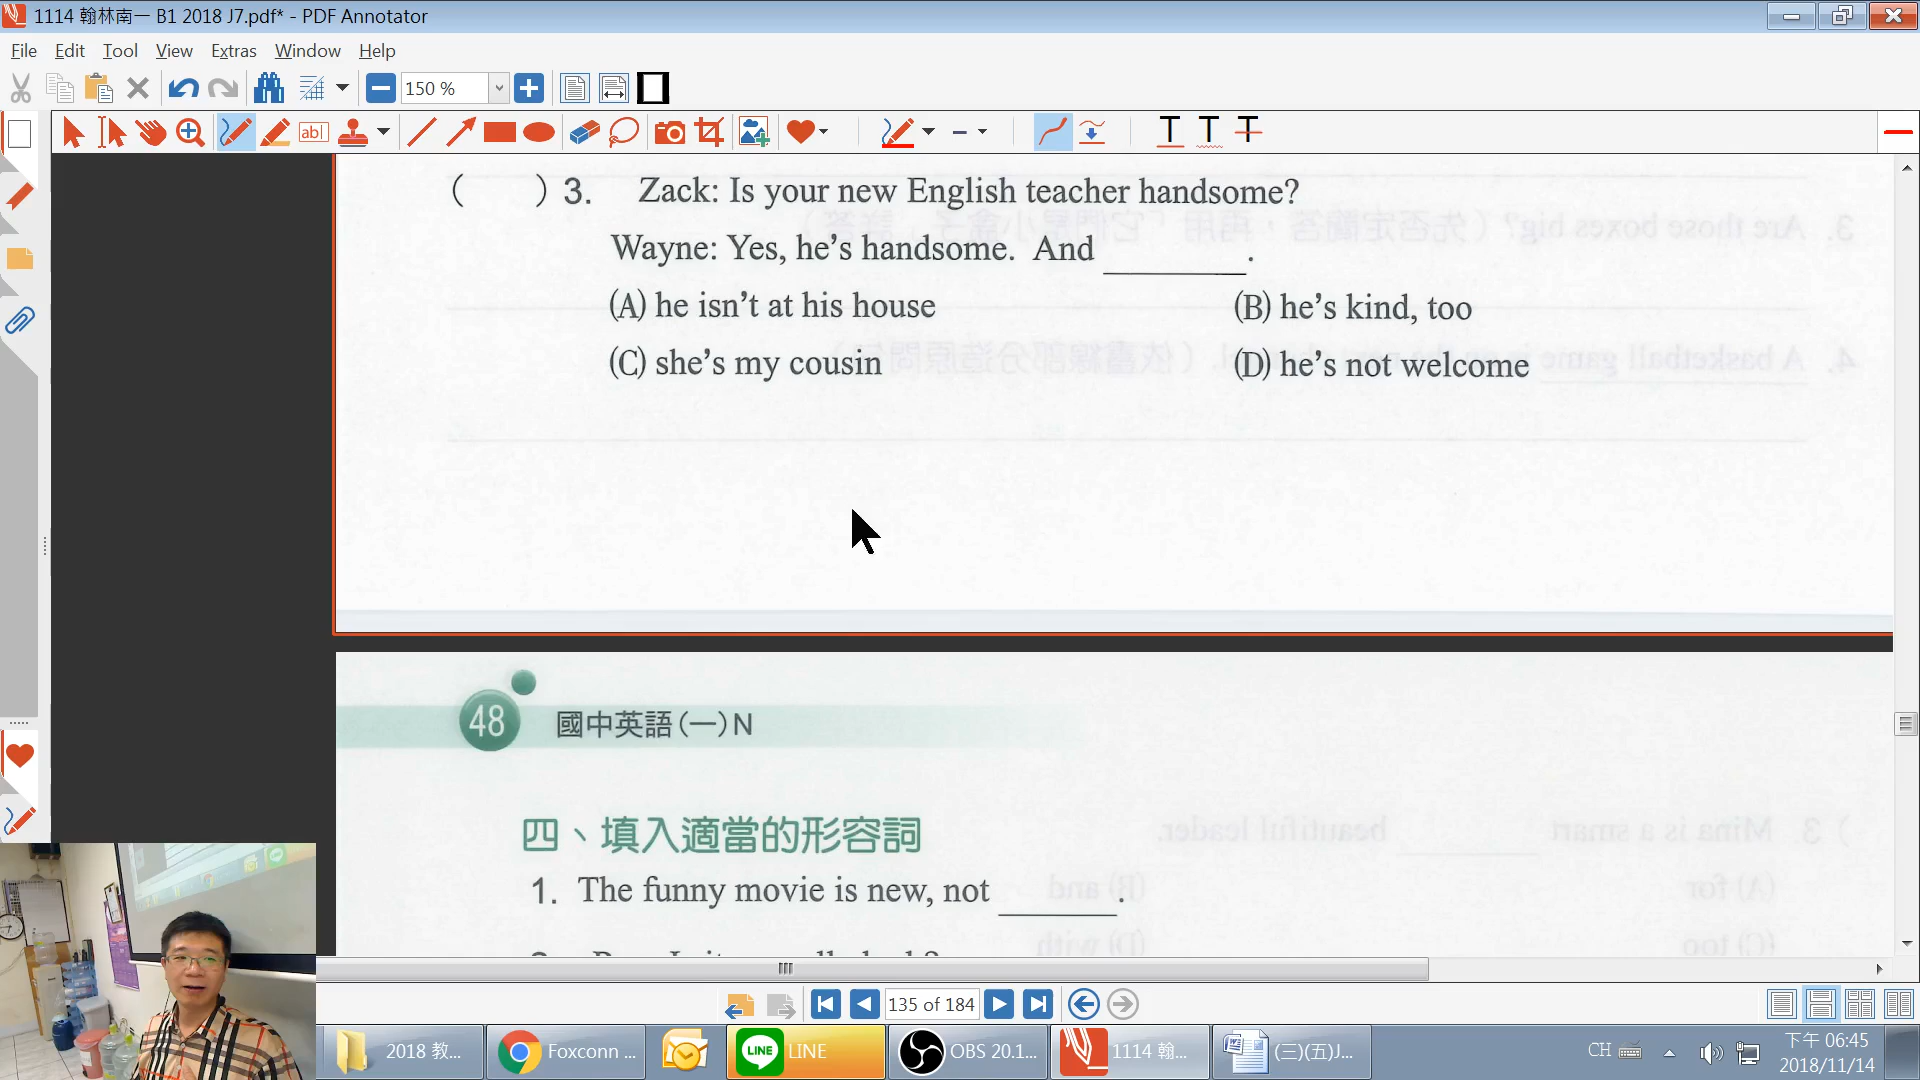 1114 翰林南一 B1 2018 J7.pdf* - PDF Annotator
File Edit Tool View Extras Window Help
150 %
( ) 3. Zack: Is your new English teacher handsome?
Wayne: Yes, he's handsome. And ________.
(A) he isn't at his house (B) he's kind, too
(C) she's my cousin (D) he's not welcome
48 國中英語(一)N
四、填入適當的形容詞
1. The funny movie is new, not ________.
135 of 184
2018 教...
Foxconn ...
LINE
OBS 20.1...
1114 翰...
(三)(五)J...
CH
下午 06:45
2018/11/14